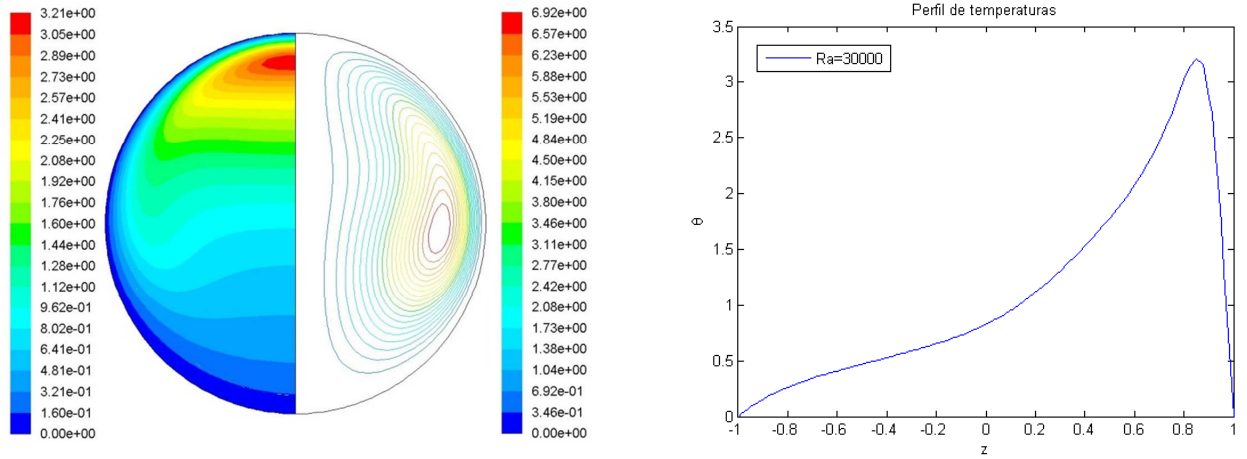 3.21e+00
3.05e+00
2.89e+00
2.73e+00
2.57e+00
2.41e+00
2.25e+00
2.08e+00
1.92e+00
1.76e+00
1.60e+00
1.44e+00
1.28e+00
1.12e+00
9.62e-01
8.02e-01
6.41e-01
4.81e-01
3.21e-01
1.60e-01
0.00e+00
6.92e+00
6.57e+00
6.23e+00
5.88e+00
5.53e+00
5.19e+00
4.84e+00
4.50e+00
4.15e+00
3.80e+00
3.46e+00
3.11e+00
2.77e+00
2.42e+00
2.08e+00
1.73e+00
1.38e+00
1.04e+00
6.92e-01
3.46e-01
0.00e+00
Perfil de temperaturas
Ra=30000
3.5
3
2.5
2
1.5
1
0.5
0
θ
-1 -0.8 -0.6 -0.4 -0.2 0 0.2 0.4 0.6 0.8 1
z